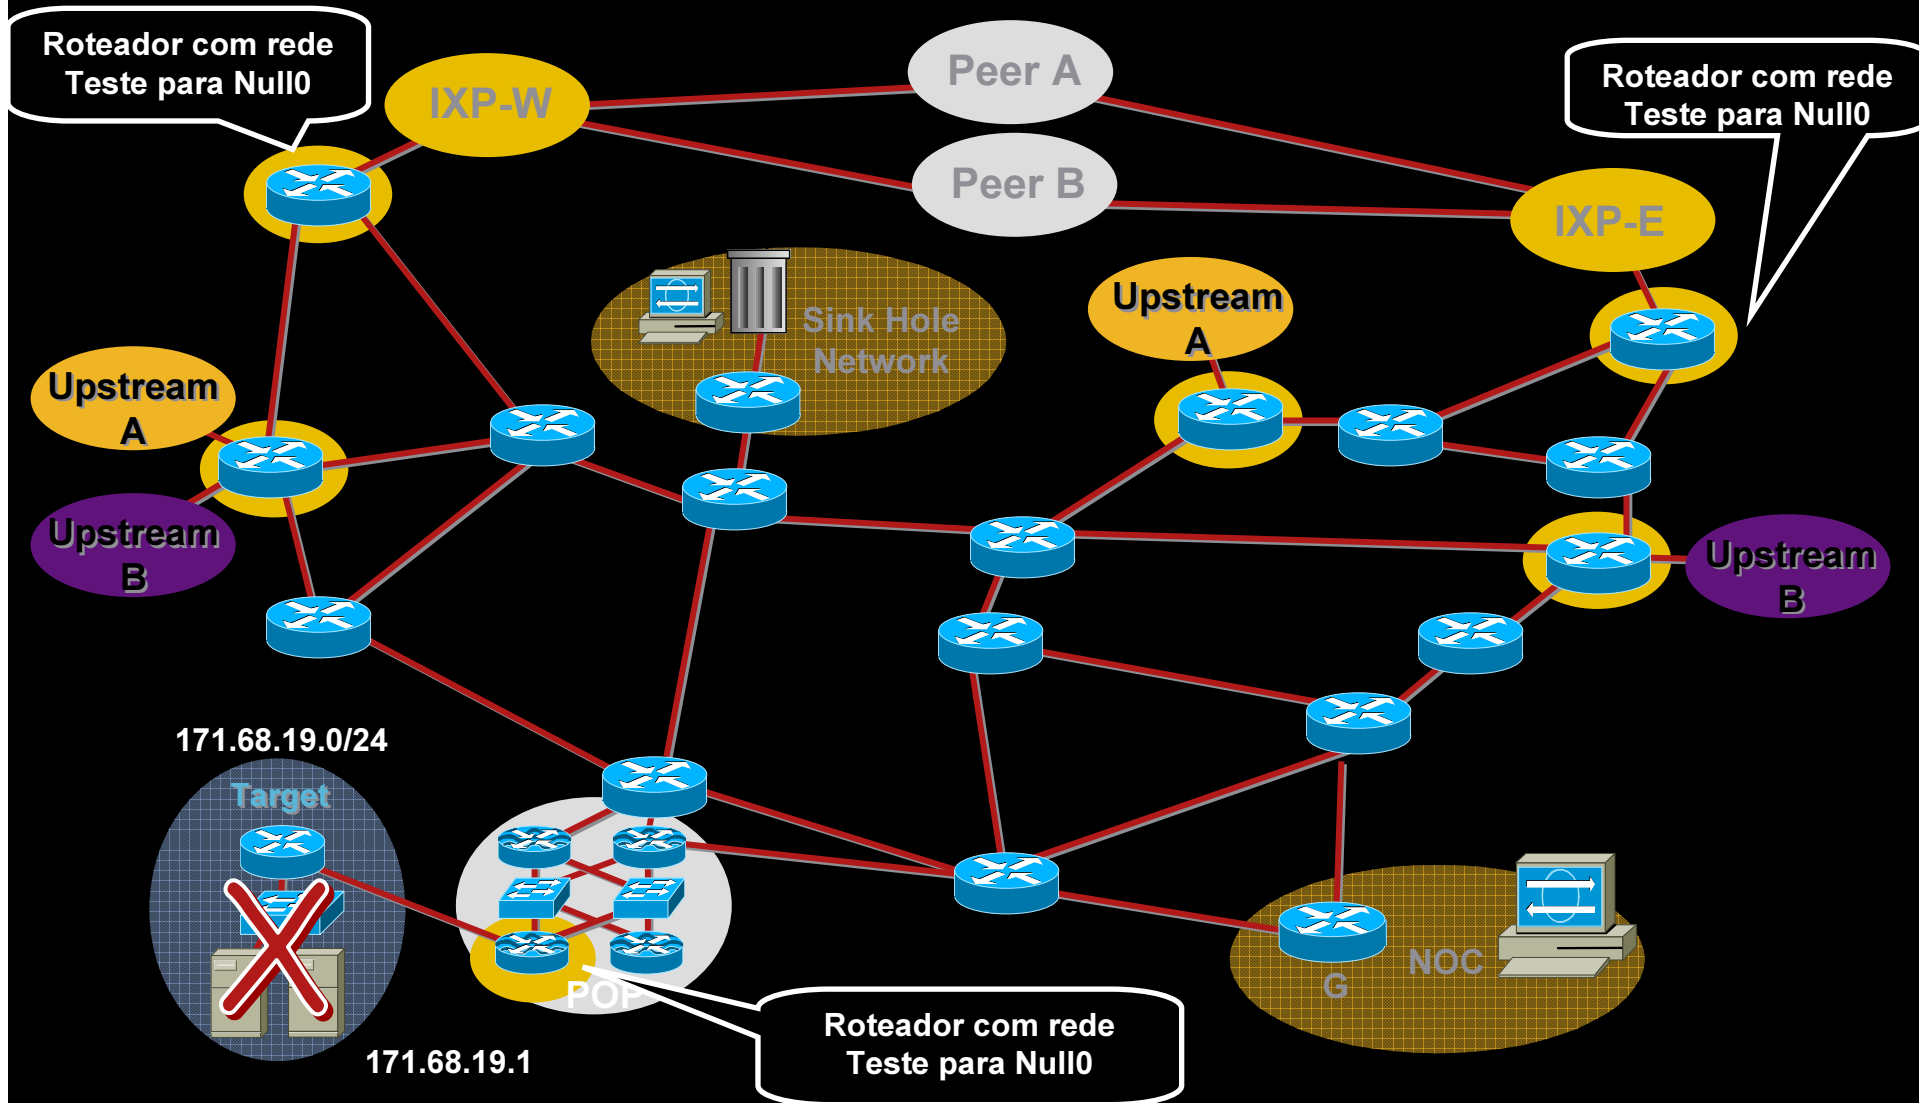 Roteador com rede
Teste para Null0
IXP-W
Peer A
Roteador com rede
Teste para Null0
Peer B
IXP-E
Sink Hole
Network
Upstream
A
Upstream
A
Upstream
B
Upstream
B
171.68.19.0/24
Target
POP
G
NOC
171.68.19.1
Roteador com rede
Teste para Null0